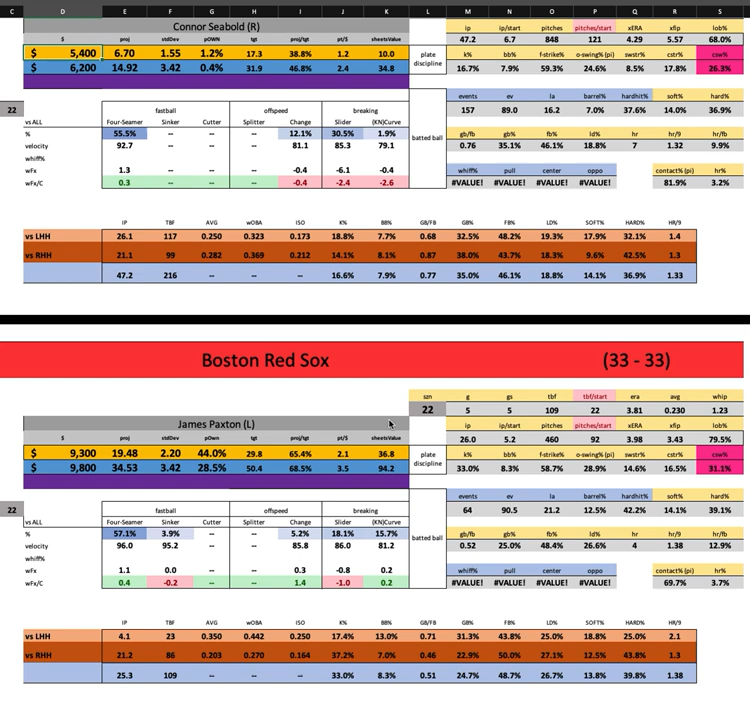 C D E F G H I J K L M N O P Q R S
Connor Seabold (R) ip ip/start pitches pitches/start xERA xfip lob%
47.2 6.7 848 121 4.29 5.57 68.0%
$ proj stdDev pOWN tgt proj/tgt pt/$ sheetsValue
k% bb% f-strike% o-swing% (pi) swstr% cstr% csw%
$ 5,400 6.70 1.55 1.2% 17.3 38.8% 1.2 10.0 plate discipline
$ 6,200 14.92 3.42 0.4% 31.9 46.8% 2.4 34.8 16.7% 7.9% 59.3% 24.6% 8.5% 17.8% 26.3%
events ev la barrel% hardhit% soft% hard%
22 fastball offspeed breaking 157 89.0 16.2 7.0% 37.6% 14.0% 36.9%
vs ALL Four-Seamer Sinker Cutter Splitter Change Slider (KN)Curve
% 55.5% -- -- -- 12.1% 30.5% 1.9% batted ball gb/fb gb% fb% ld% hr hr/9 hr/fb
velocity 92.7 -- -- -- 81.1 85.3 79.1 0.76 35.1% 46.1% 18.8% 7 1.32 9.9%
whiff%
wFx 1.3 -- -- -- -0.4 -6.1 -0.4 whiff% pull center oppo contact% (pi) hr%
wFx/C 0.3 -- -- -- -0.4 -2.4 -2.6 #VALUE! #VALUE! #VALUE! #VALUE! 81.9% 3.2%
IP TBF AVG wOBA ISO K% BB% GB/FB GB% FB% LD% SOFT% HARD% HR/9
vs LHH 26.1 117 0.250 0.323 0.173 18.8% 7.7% 0.68 32.5% 48.2% 19.3% 17.9% 32.1% 1.4
vs RHH 21.1 99 0.282 0.369 0.212 14.1% 8.1% 0.87 38.0% 43.7% 18.3% 9.6% 42.5% 1.3
47.2 216 -- -- -- 16.6% 7.9% 0.77 35.0% 46.1% 18.8% 14.1% 36.9% 1.33
Boston Red Sox (33 - 33)
szn g gs tbf tbf/start era avg whip
22 5 5 109 22 3.81 0.230 1.23
James Paxton (L) ip ip/start pitches pitches/start xERA xfip lob%
26.0 5.2 460 92 3.98 3.43 79.5%
$ proj stdDev pOwn tgt proj/tgt pt/$ sheetsValue
$ 9,300 19.48 2.20 44.0% 29.8 65.4% 2.1 36.8 plate discipline k% bb% f-strike% o-swing% (pi) swstr% cstr% csw%
$ 9,800 34.53 3.42 28.5% 50.4 68.5% 3.5 94.2 33.0% 8.3% 58.7% 28.9% 14.6% 16.5% 31.1%
events ev la barrel% hardhit% soft% hard%
22 fastball offspeed breaking 64 90.5 21.2 12.5% 42.2% 14.1% 39.1%
vs ALL Four-Seamer Sinker Cutter Splitter Change Slider (KN)Curve
% 57.1% 3.9% -- -- 5.2% 18.1% 15.7% batted ball gb/fb gb% fb% ld% hr hr/9 hr/fb
velocity 96.0 95.2 -- -- 85.8 86.0 81.2 0.52 25.0% 48.4% 26.6% 4 1.38 12.9%
whiff%
wFx 1.1 0.0 -- -- 0.3 -0.8 0.2 whiff% pull center oppo contact% (pi) hr%
wFx/C 0.4 -0.2 -- -- 1.4 -1.0 0.2 #VALUE! #VALUE! #VALUE! #VALUE! 69.7% 3.7%
IP TBF AVG wOBA ISO K% BB% GB/FB GB% FB% LD% SOFT% HARD% HR/9
vs LHH 4.1 23 0.350 0.442 0.250 17.4% 13.0% 0.71 31.3% 43.8% 25.0% 18.8% 25.0% 2.1
vs RHH 21.2 86 0.203 0.270 0.164 37.2% 7.0% 0.46 22.9% 50.0% 27.1% 12.5% 43.8% 1.3
25.3 109 -- -- -- 33.0% 8.3% 0.51 24.7% 48.7% 26.7% 13.8% 39.8% 1.38